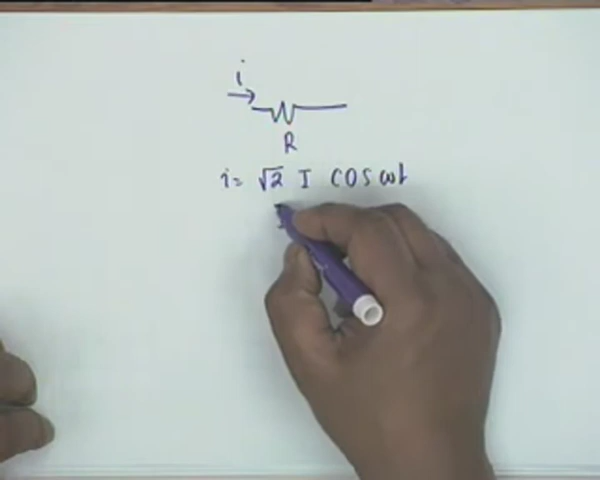 i
R
i = √2 I cos ωt